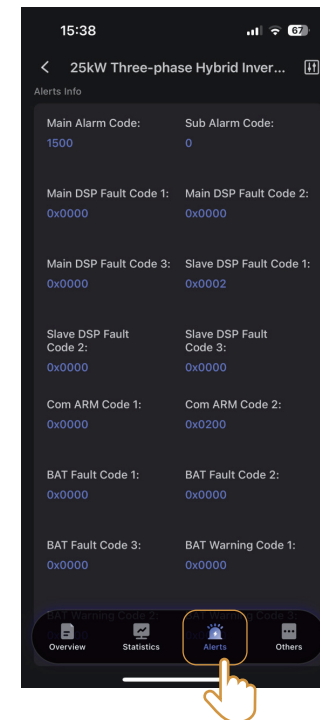 15:38
67
25kW Three-phase Hybrid Inver...
Alerts Info
Main Alarm Code: Sub Alarm Code:
1500 0
Main DSP Fault Code 1: Main DSP Fault Code 2:
0x0000 0x0000
Main DSP Fault Code 3: Slave DSP Fault Code 1:
0x0000 0x0002
Slave DSP Fault Slave DSP Fault
Code 2: Code 3:
0x0000 0x0000
Com ARM Code 1: Com ARM Code 2:
0x0000 0x0200
BAT Fault Code 1: BAT Fault Code 2:
0x0000 0x0000
BAT Fault Code 3: BAT Warning Code 1:
0x0000 0x0000
BAT Warning Code 2: BAT Warning Code 3:
Overview Statistics Alerts Others